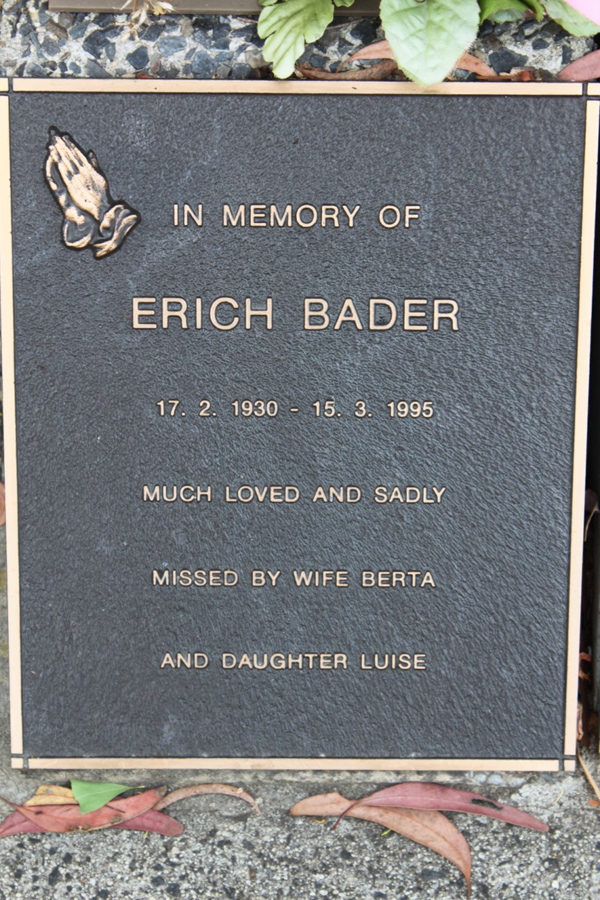 IN MEMORY OF
ERICH BADER
17. 2. 1930 - 15. 3. 1995
MUCH LOVED AND SADLY
MISSED BY WIFE BERTA
AND DAUGHTER LUISE